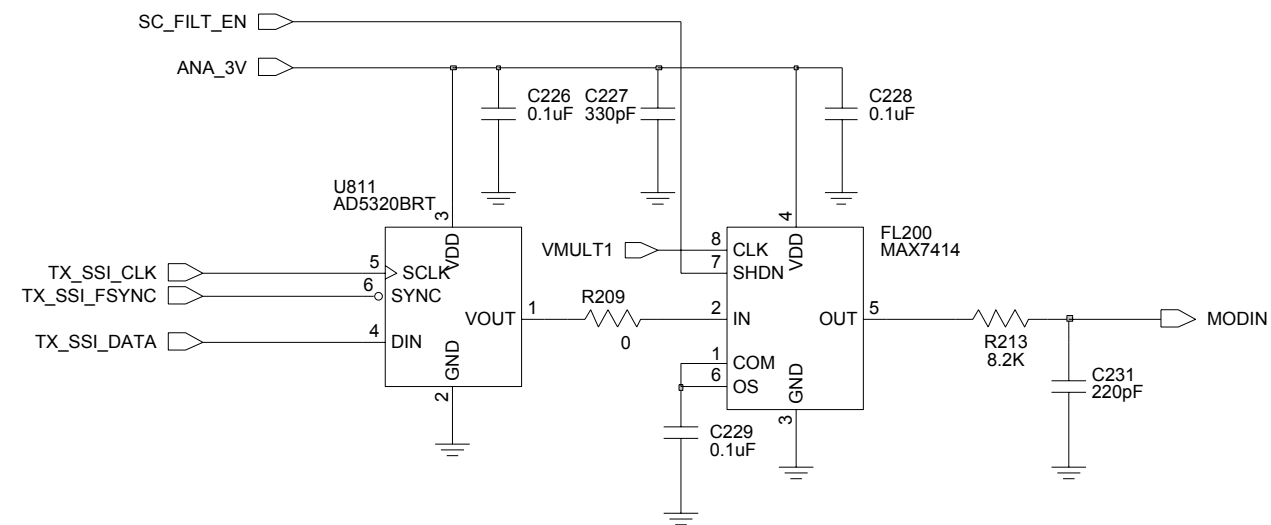 SC_FILT_EN
ANA_3V
C226
0.1uF
C227
330pF
C228
0.1uF
U811
AD5320BRT
3
VDD
TX_SSI_CLK
5
SCLK
TX_SSI_FSYNC
6
SYNC
TX_SSI_DATA
4
DIN
VOUT
1
GND
2
R209
0
VMULT1
FL200
MAX7414
4
VDD
8
CLK
7
SHDN
2
IN
OUT
5
1
COM
6
OS
GND
3
C229
0.1uF
R213
8.2K
MODIN
C231
220pF